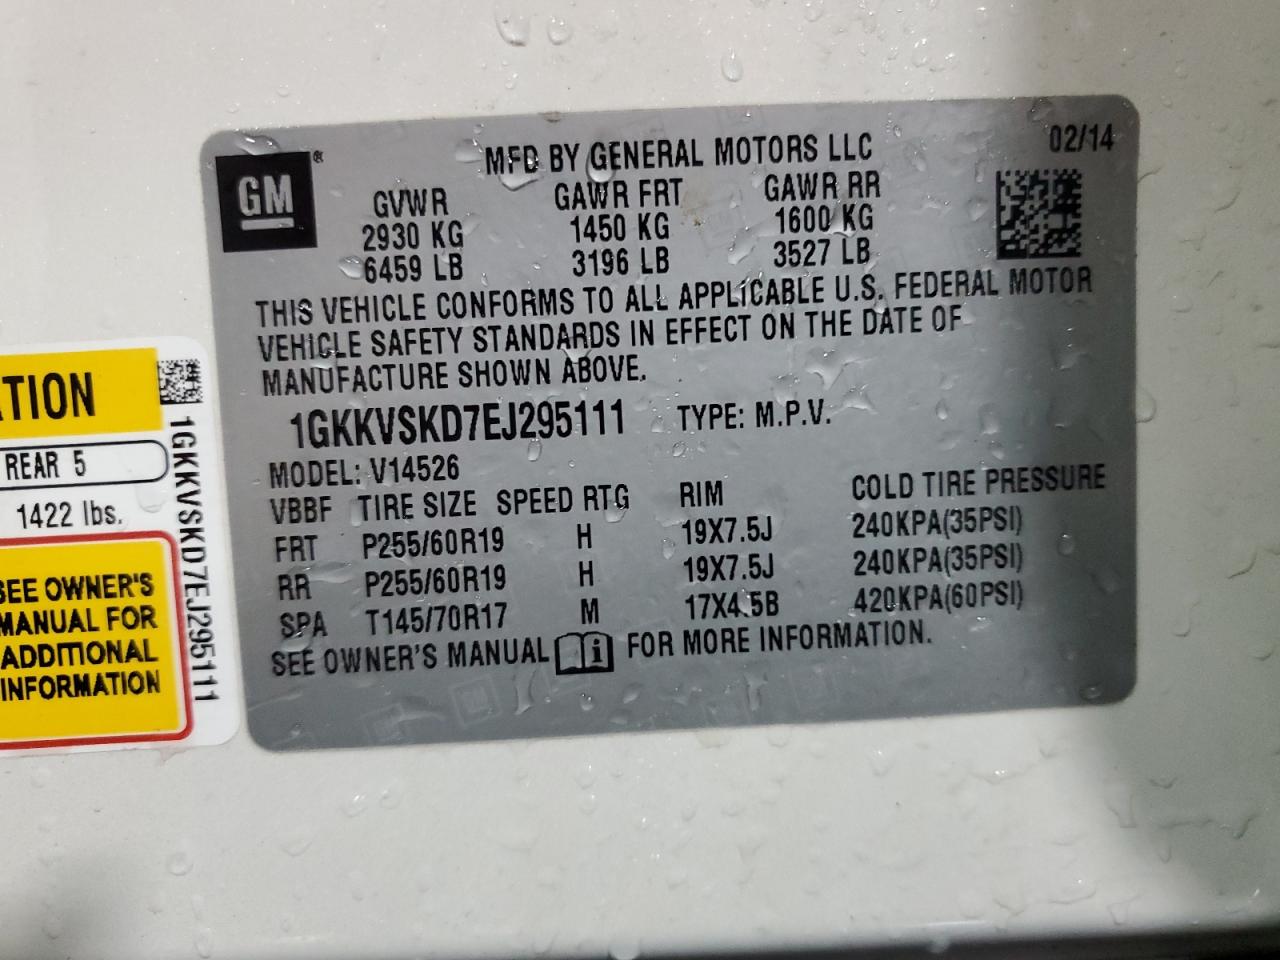 GM ®
MFD BY GENERAL MOTORS LLC 02/14
GVWR GAWR FRT GAWR RR
2930 KG 1450 KG 1600 KG
6459 LB 3196 LB 3527 LB
THIS VEHICLE CONFORMS TO ALL APPLICABLE U.S. FEDERAL MOTOR
VEHICLE SAFETY STANDARDS IN EFFECT ON THE DATE OF
MANUFACTURE SHOWN ABOVE.
1GKKVSKD7EJ295111 TYPE: M.P.V.
MODEL: V14526
VBBF TIRE SIZE SPEED RTG RIM COLD TIRE PRESSURE
FRT P255/60R19 H 19X7.5J 240KPA(35PSI)
RR P255/60R19 H 19X7.5J 240KPA(35PSI)
SPA T145/70R17 M 17X4.5B 420KPA(60PSI)
SEE OWNER'S MANUAL FOR MORE INFORMATION.
REAR 5
1422 lbs.
SEE OWNER'S
MANUAL FOR
ADDITIONAL
INFORMATION
1GKKVSKD7EJ295111